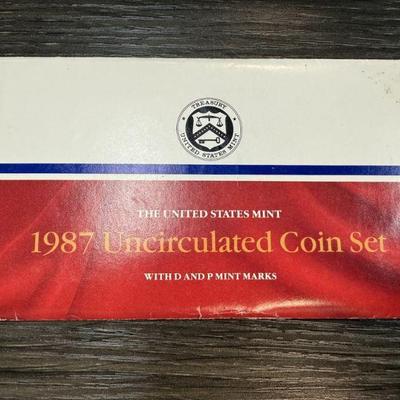 TREASURY
UNITED STATES MINT
THE UNITED STATES MINT
1987 Uncirculated Coin Set
WITH D AND P MINT MARKS